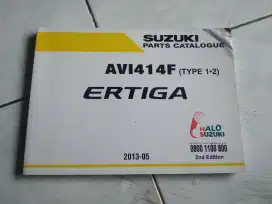 SUZUKI
PARTS CATALOGUE
AVI414F (TYPE 1•2)
ERTIGA
HALO
SUZUKI
0800 1100 800
2013-05
2nd Edition